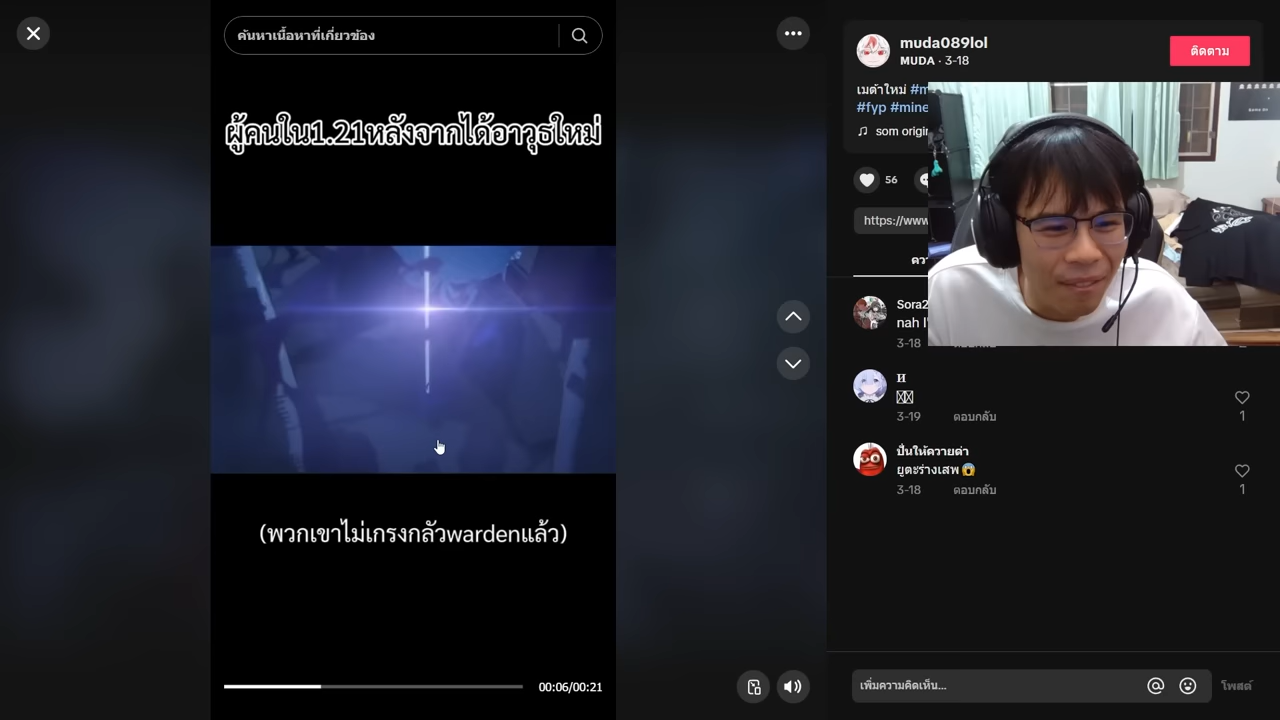 ค้นหาเนื้อหาที่เกี่ยวข้อง
ผู้คนใน1.21หลังจากได้อาวุธใหม่
(พวกเขาไม่เกรงกลัวwardenแล้ว)
00:06/00:21
muda089lol
MUDA · 3-18
ติดตาม
เมต้าใหม่
#fyp #mine
som origin
56
https://www
nah I'
3-18
И
3-19 ตอบกลับ
1
ปั่นให้ควายด่า
ยูตะร่างเสพ😱
3-18 ตอบกลับ
1
เพิ่มความคิดเห็น...
โพสต์